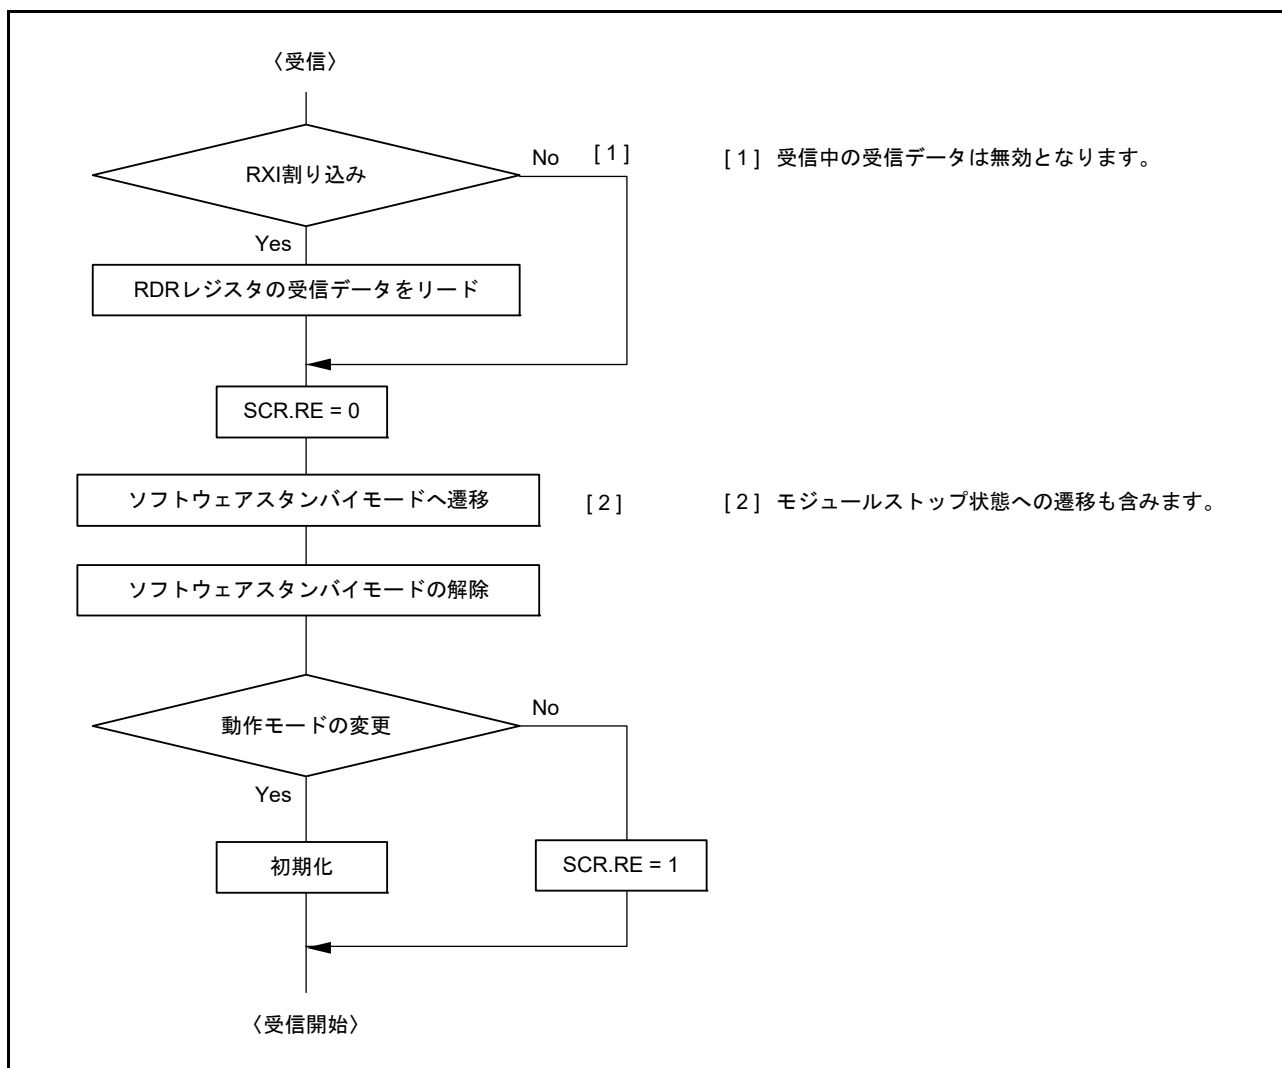 〈受信〉
RXI割り込み
No
[ 1 ]
[ 1 ] 受信中の受信データは無効となります。
Yes
RDRレジスタの受信データをリード
SCR.RE = 0
ソフトウェアスタンバイモードへ遷移
[ 2 ]
[ 2 ] モジュールストップ状態への遷移も含みます。
ソフトウェアスタンバイモードの解除
動作モードの変更
No
Yes
初期化
SCR.RE = 1
〈受信開始〉